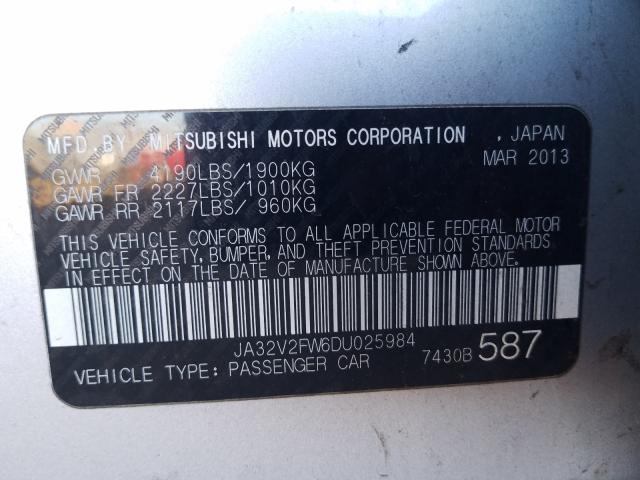 MFD.BY MITSUBISHI MOTORS CORPORATION , JAPAN
MAR 2013
GVWR 4190LBS/1900KG
GAWR FR 2227LBS/1010KG
GAWR RR 2117LBS/ 960KG
THIS VEHICLE CONFORMS TO ALL APPLICABLE FEDERAL MOTOR
VEHICLE SAFETY,BUMPER,AND THEFT PREVENTION STANDARDS
IN EFFECT ON THE DATE OF MANUFACTURE SHOWN ABOVE.
JA32V2FW6DU025984
7430B 587
VEHICLE TYPE: PASSENGER CAR